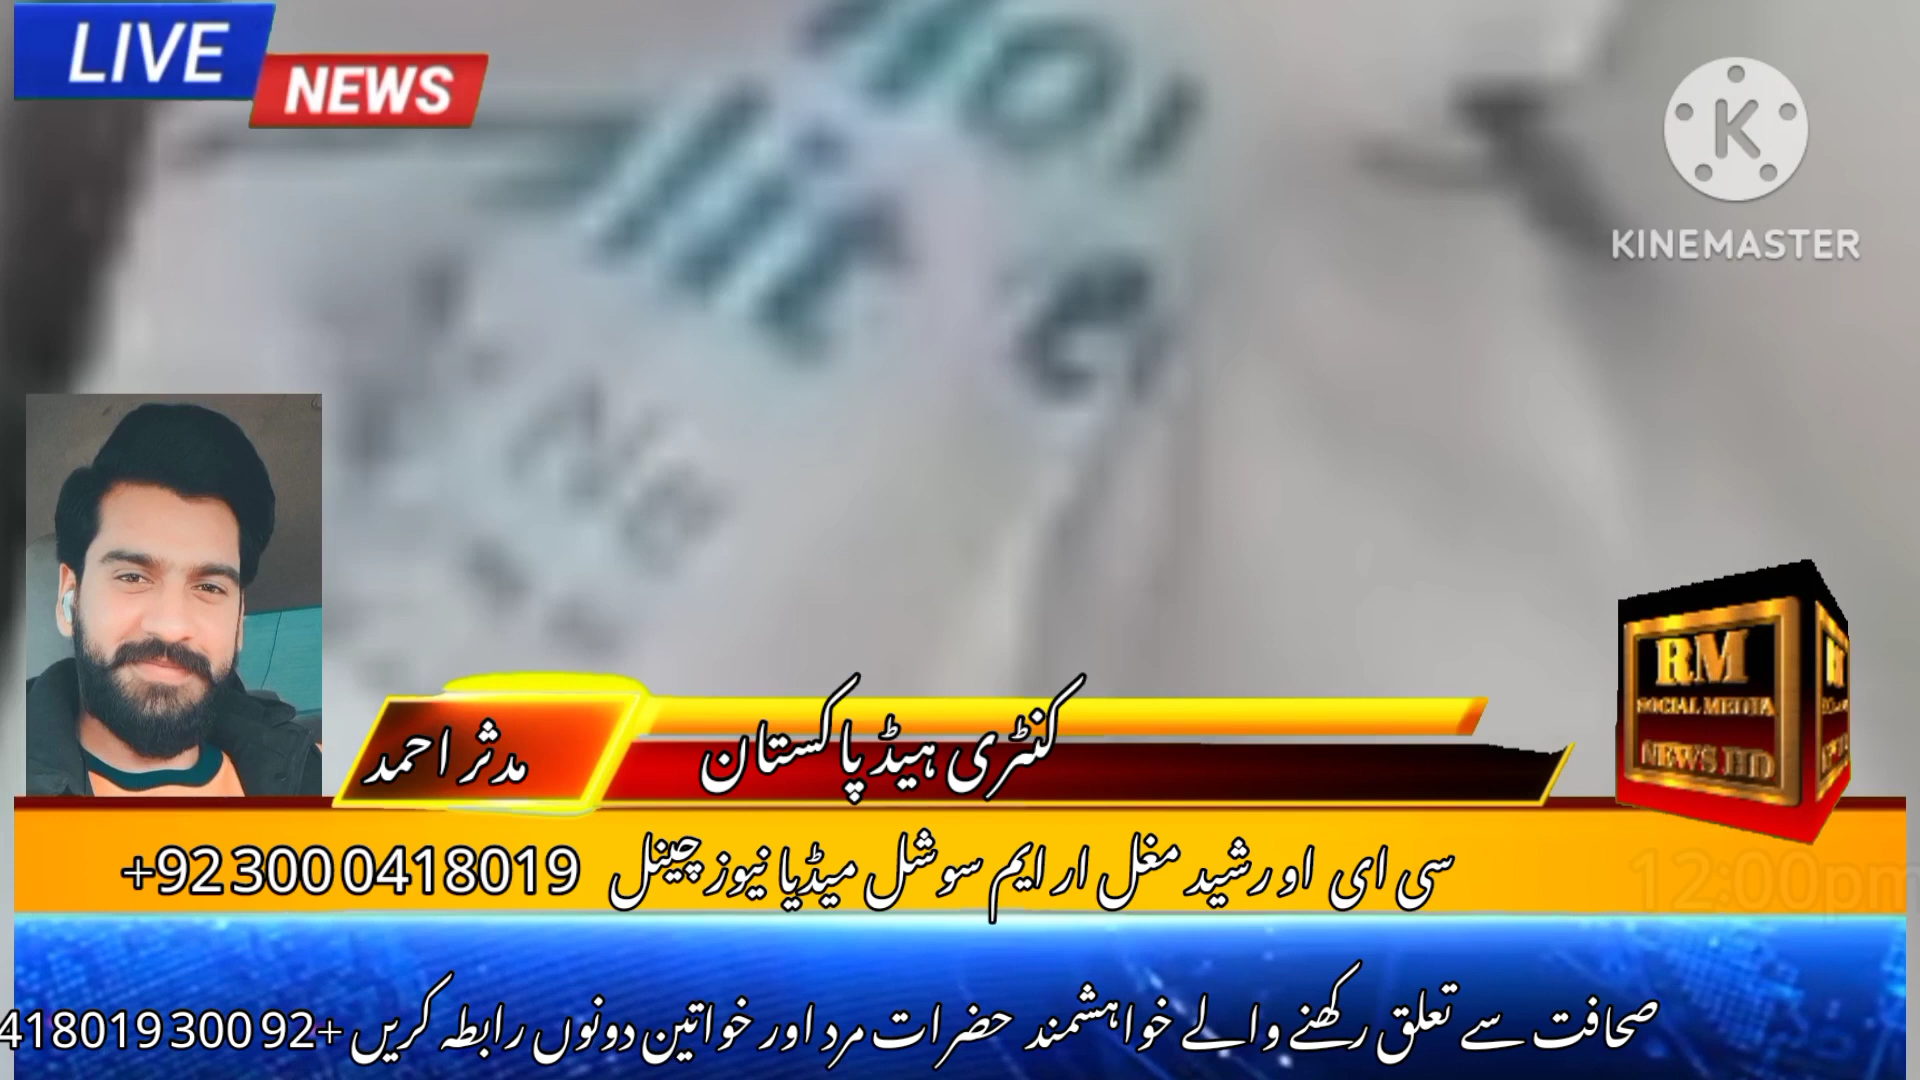 LIVE
NEWS
K
KINEMASTER
RM
SOCIAL MEDIA
NEWS HD
کنٹری ہیڈ پاکستان
مدثر احمد
سی ای او رشید مغل ار ایم سوشل میڈیا نیوز چینل +92 300 0418019
12:00pm
صحافت سے تعلق رکھنے والے خواہشمند حضرات مرد اور خواتین دونوں رابطہ کریں +92 300 418019